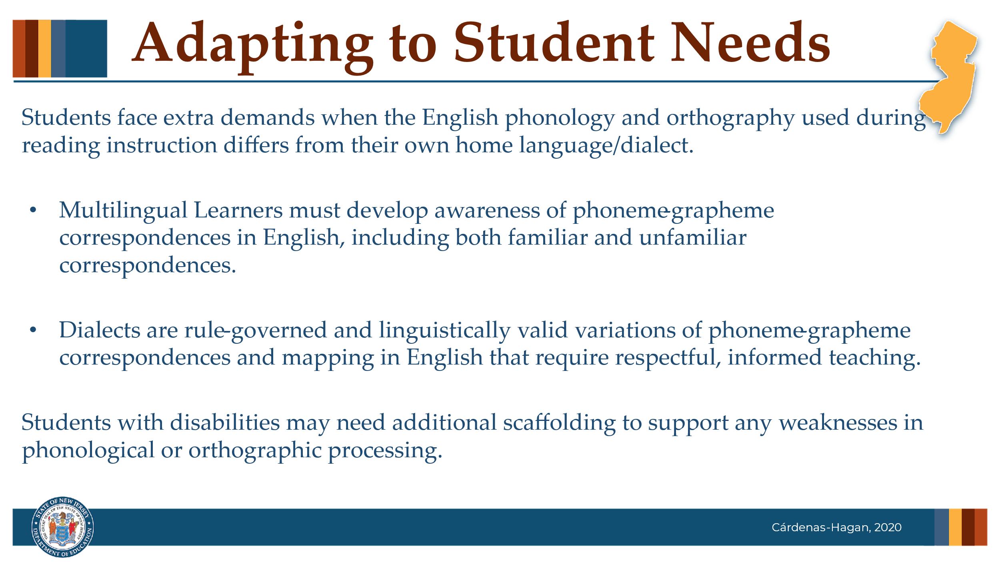 Adapting to Student Needs
Students face extra demands when the English phonology and orthography used during
reading instruction differs from their own home language/dialect.
• Multilingual Learners must develop awareness of phoneme-grapheme
correspondences in English, including both familiar and unfamiliar
correspondences.
• Dialects are rule-governed and linguistically valid variations of phoneme-grapheme
correspondences and mapping in English that require respectful, informed teaching.
Students with disabilities may need additional scaffolding to support any weaknesses in
phonological or orthographic processing.
STATE OF NEW JERSEY
THE GREAT SEAL OF THE STATE OF NEW JERSEY
DEPARTMENT OF EDUCATION
Cárdenas-Hagan, 2020